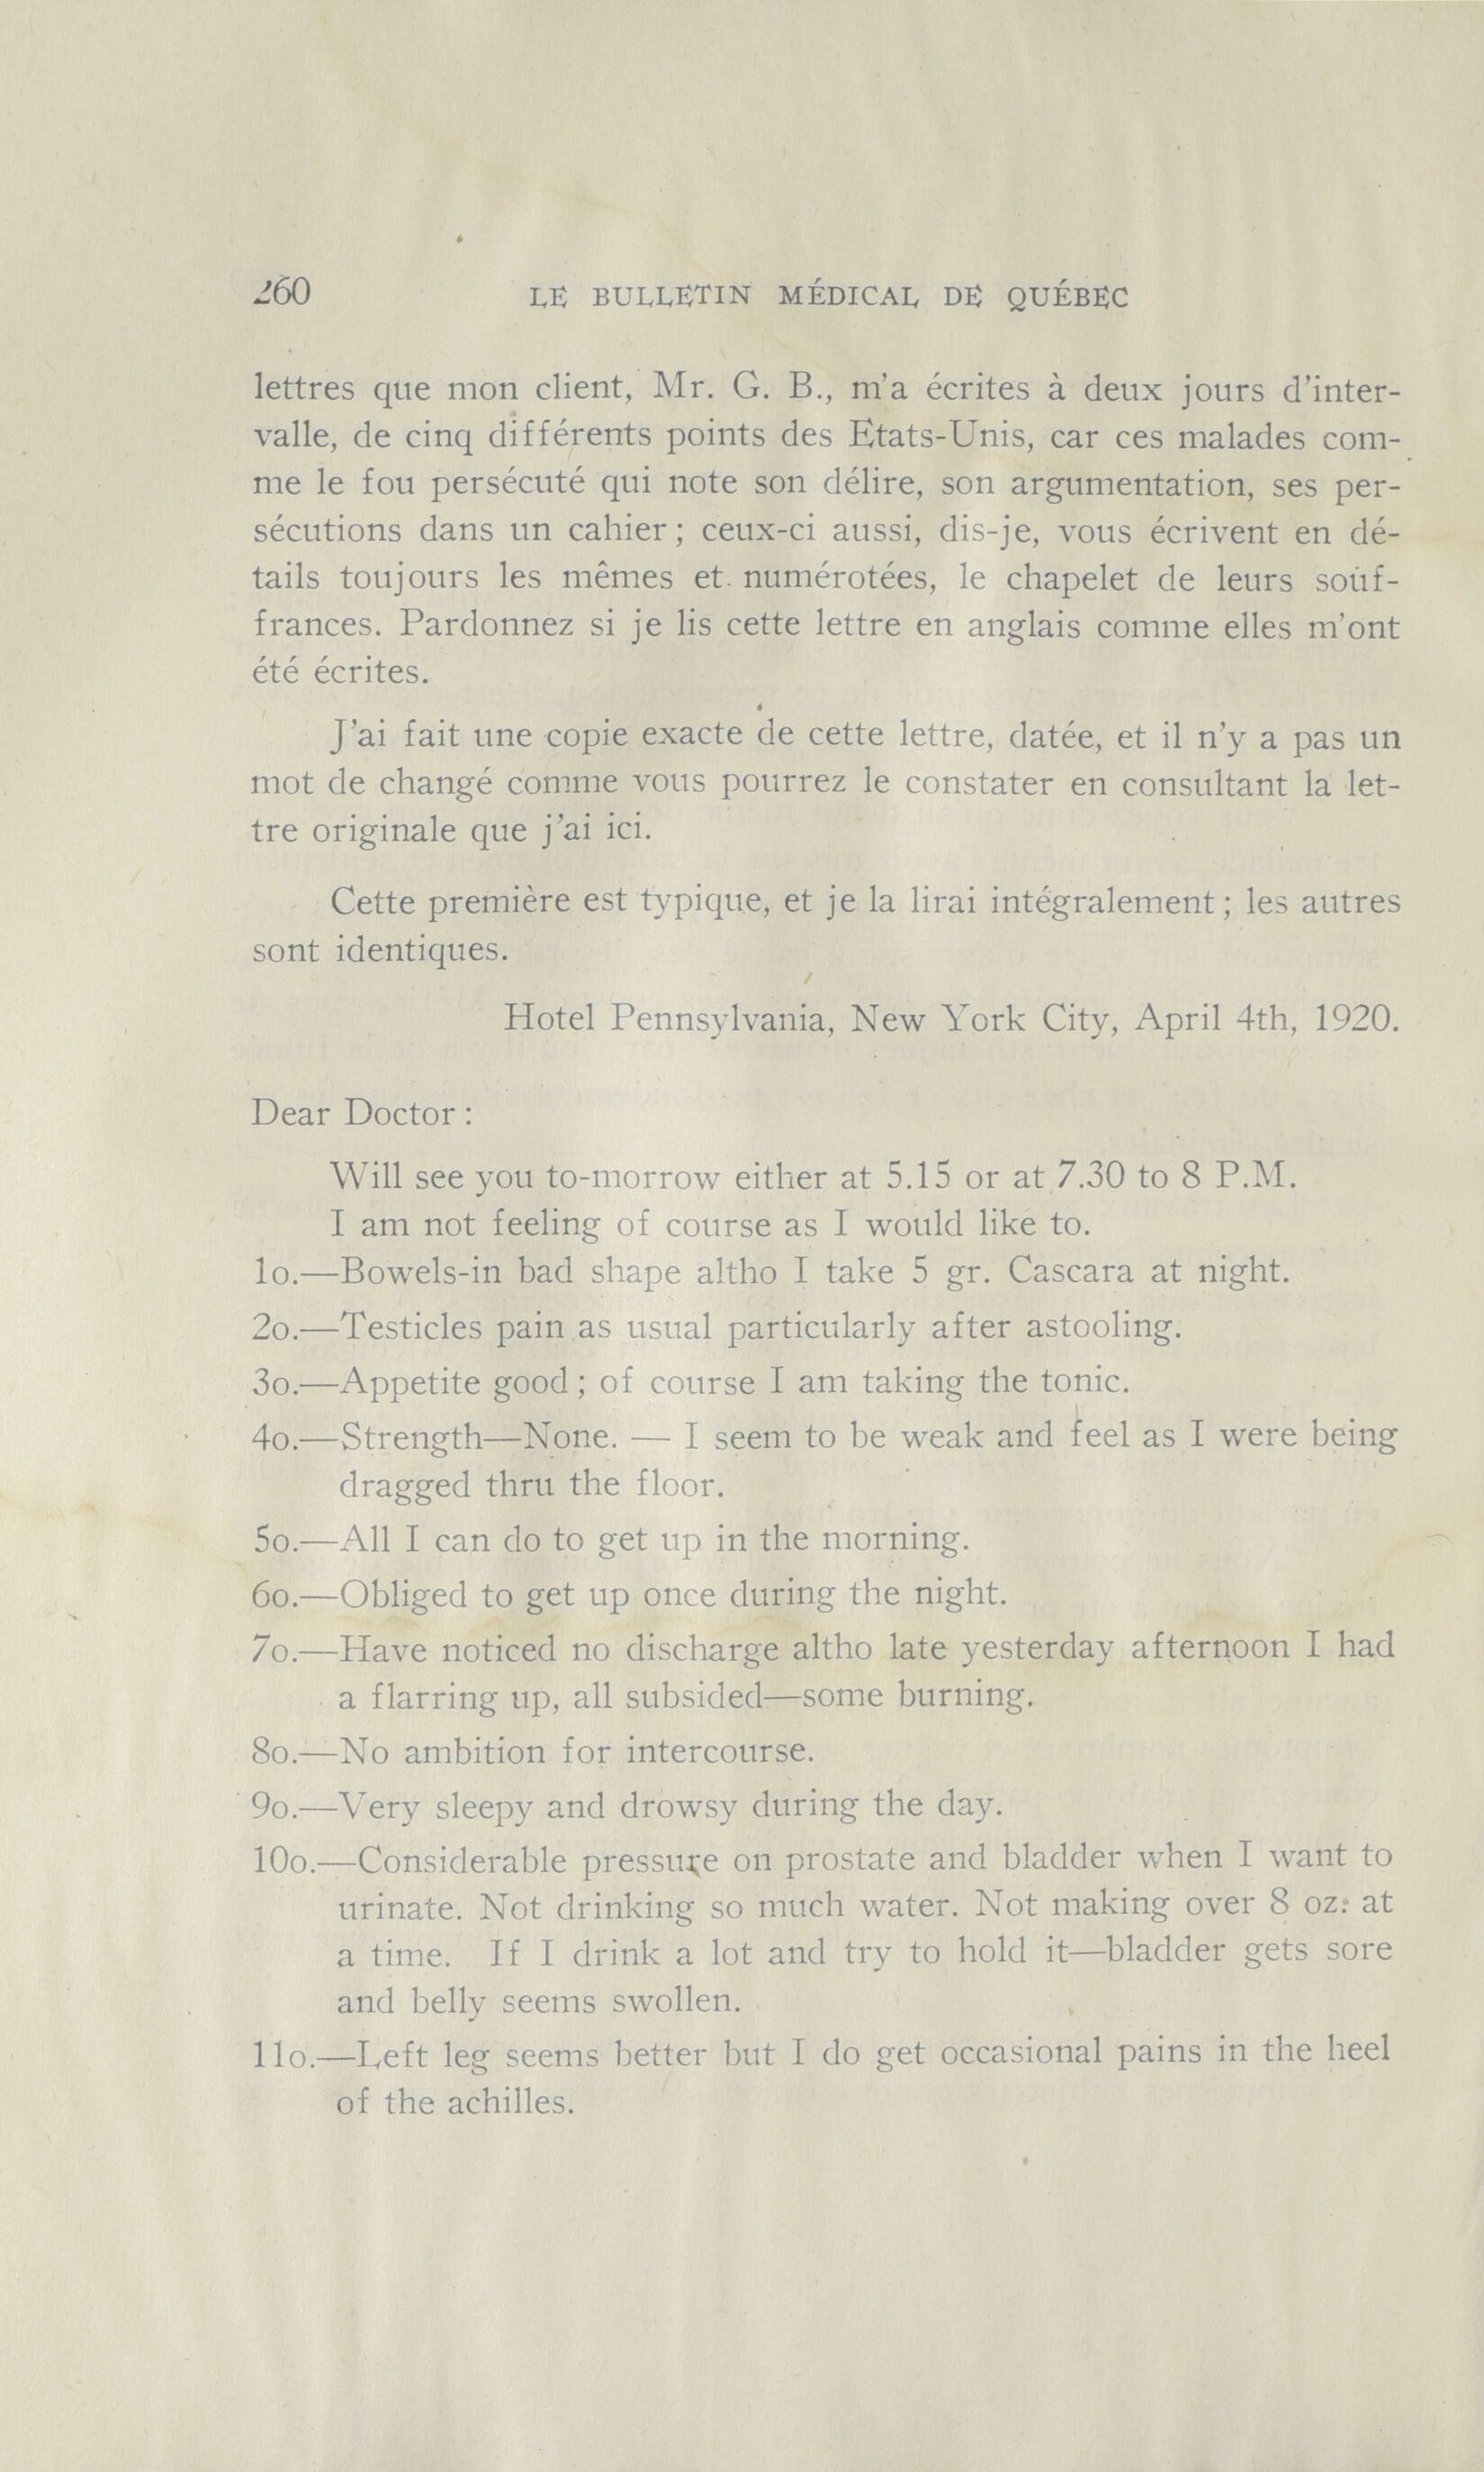 260 LE BULLETIN MÉDICAL DE QUÉBEC
lettres que mon client, Mr. G. B., m'a écrites à deux jours d'inter-
valle, de cinq différents points des Etats-Unis, car ces malades com-
me le fou persécuté qui note son délire, son argumentation, ses per-
sécutions dans un cahier ; ceux-ci aussi, dis-je, vous écrivent en dé-
tails toujours les mêmes et numérotées, le chapelet de leurs souf-
frances. Pardonnez si je lis cette lettre en anglais comme elles m'ont
été écrites.
J'ai fait une copie exacte de cette lettre, datée, et il n'y a pas un
mot de changé comme vous pourrez le constater en consultant la let-
tre originale que j'ai ici.
Cette première est typique, et je la lirai intégralement ; les autres
sont identiques.
Hotel Pennsylvania, New York City, April 4th, 1920.
Dear Doctor :
Will see you to-morrow either at 5.15 or at 7.30 to 8 P.M.
I am not feeling of course as I would like to.
1o.—Bowels-in bad shape altho I take 5 gr. Cascara at night.
2o.—Testicles pain as usual particularly after astooling.
3o.—Appetite good ; of course I am taking the tonic.
4o.—Strength—None. — I seem to be weak and feel as I were being
dragged thru the floor.
5o.—All I can do to get up in the morning.
6o.—Obliged to get up once during the night.
7o.—Have noticed no discharge altho late yesterday afternoon I had
a flarring up, all subsided—some burning.
8o.—No ambition for intercourse.
9o.—Very sleepy and drowsy during the day.
10o.—Considerable pressure on prostate and bladder when I want to
urinate. Not drinking so much water. Not making over 8 oz. at
a time. If I drink a lot and try to hold it—bladder gets sore
and belly seems swollen.
11o.—Left leg seems better but I do get occasional pains in the heel
of the achilles.